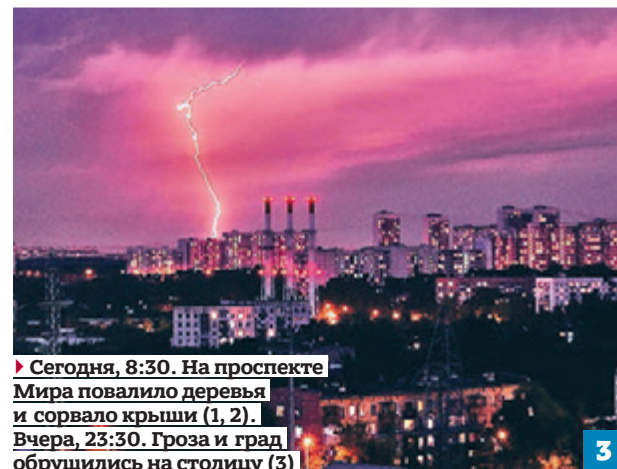 Сегодня, 8:30. На проспекте
Мира повалило деревья
и сорвало крыши (1, 2).
Вчера, 23:30. Гроза и град
обрушились на столицу (3)
3